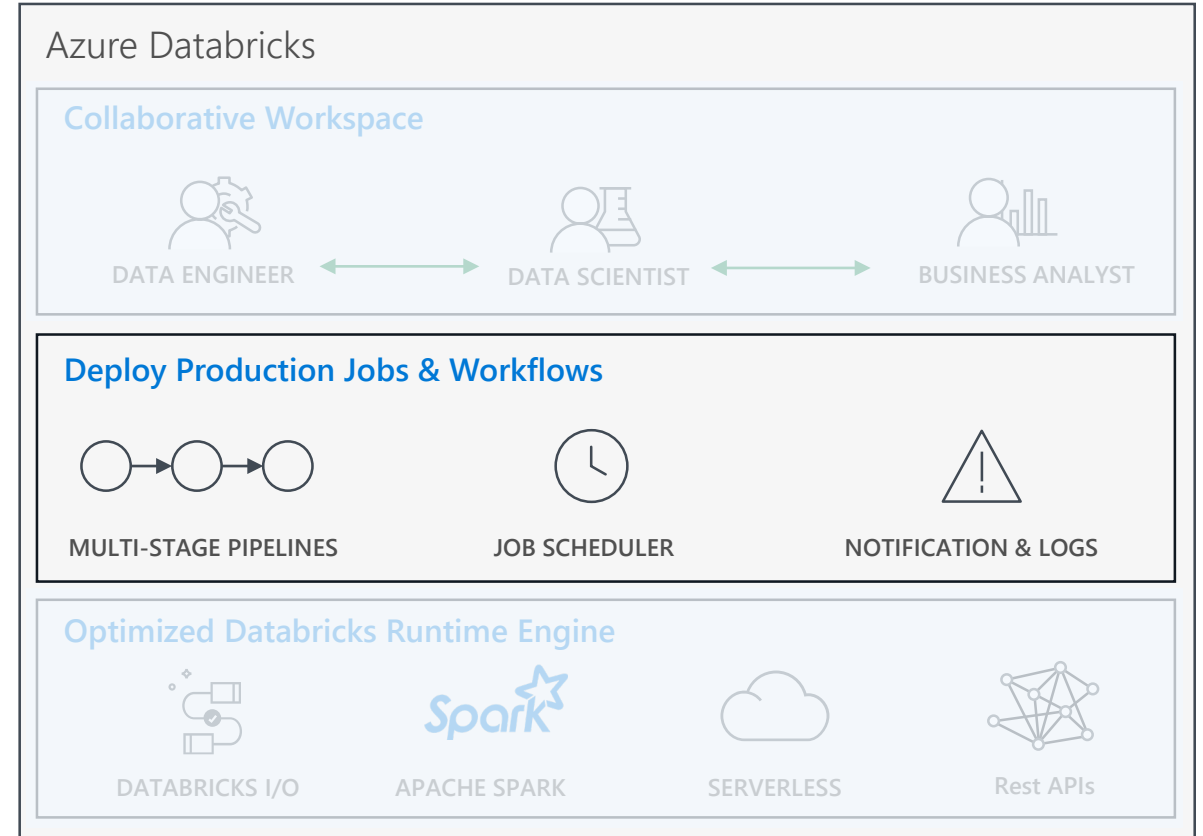 Azure Databricks
Collaborative Workspace
DATA ENGINEER
DATA SCIENTIST
BUSINESS ANALYST
Deploy Production Jobs & Workflows
MULTI-STAGE PIPELINES
JOB SCHEDULER
NOTIFICATION & LOGS
Optimized Databricks Runtime Engine
Spark
DATABRICKS I/O
APACHE SPARK
SERVERLESS
Rest APIs